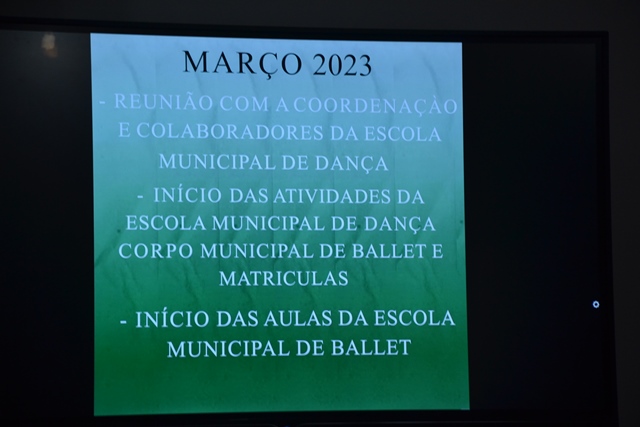 MARÇO 2023
- REUNIÃO COM A COORDENAÇÃO
E COLABORADORES DA ESCOLA
MUNICIPAL DE DANÇA
- INÍCIO DAS ATIVIDADES DA
ESCOLA MUNICIPAL DE DANÇA
CORPO MUNICIPAL DE BALLET E
MATRICULAS
- INÍCIO DAS AULAS DA ESCOLA
MUNICIPAL DE BALLET